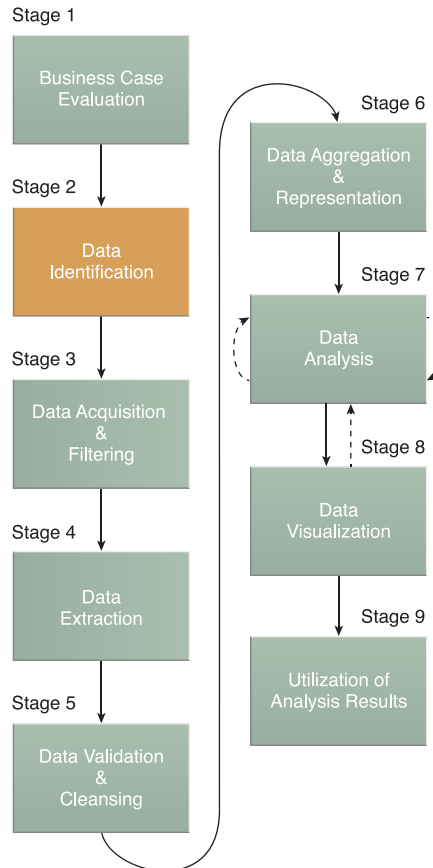 Stage 1
Business Case
Evaluation
Stage 2
Data
Identification
Stage 3
Data Acquisition
&
Filtering
Stage 4
Data
Extraction
Stage 5
Data Validation
&
Cleansing
Stage 6
Data Aggregation
&
Representation
Stage 7
Data
Analysis
Stage 8
Data
Visualization
Stage 9
Utilization of
Analysis Results